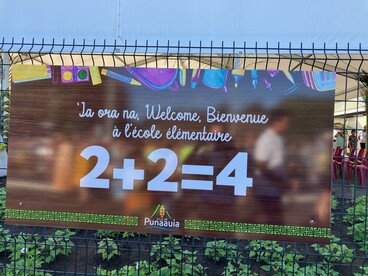 'Ia ora na, Welcome, Bienvenue
à l'école élémentaire
2+2=4
Punaauia